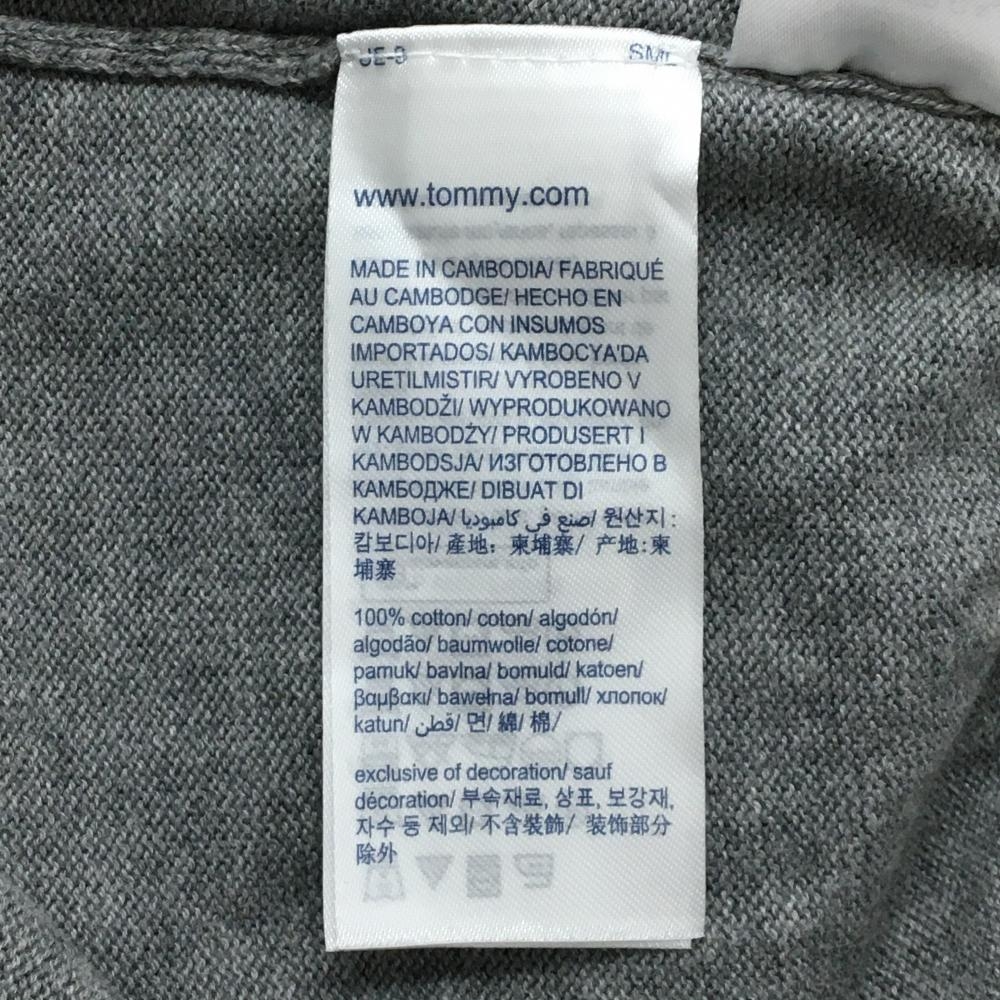 JE-9 SML
www.tommy.com
MADE IN CAMBODIA/ FABRIQUÉ
AU CAMBODGE/ HECHO EN
CAMBOYA CON INSUMOS
IMPORTADOS/ KAMBOCYA'DA
URETILMISTIR/ VYROBENO V
KAMBODŽI/ WYPRODUKOWANO
W KAMBODŻY/ PRODUSERT I
KAMBODSJA/ ИЗГОТОВЛЕНО В
КАМБОДЖЕ/ DIBUAT DI
KAMBOJA/ صنع في كامبوديا/ 원산지 :
캄보디아/ 產地: 柬埔寨/ 产地:柬
埔寨
100% cotton/ coton/ algodón/
algodão/ baumwolle/ cotone/
pamuk/ bavlna/ bomuld/ katoen/
βαμβακι/ bawełna/ bomull/ хлопок/
katun/ قطن/ 면/ 綿/ 棉/
exclusive of decoration/ sauf
décoration/ 부속재료, 상표, 보강재,
자수 등 제외/ 不含裝飾/ 装饰部分
除外